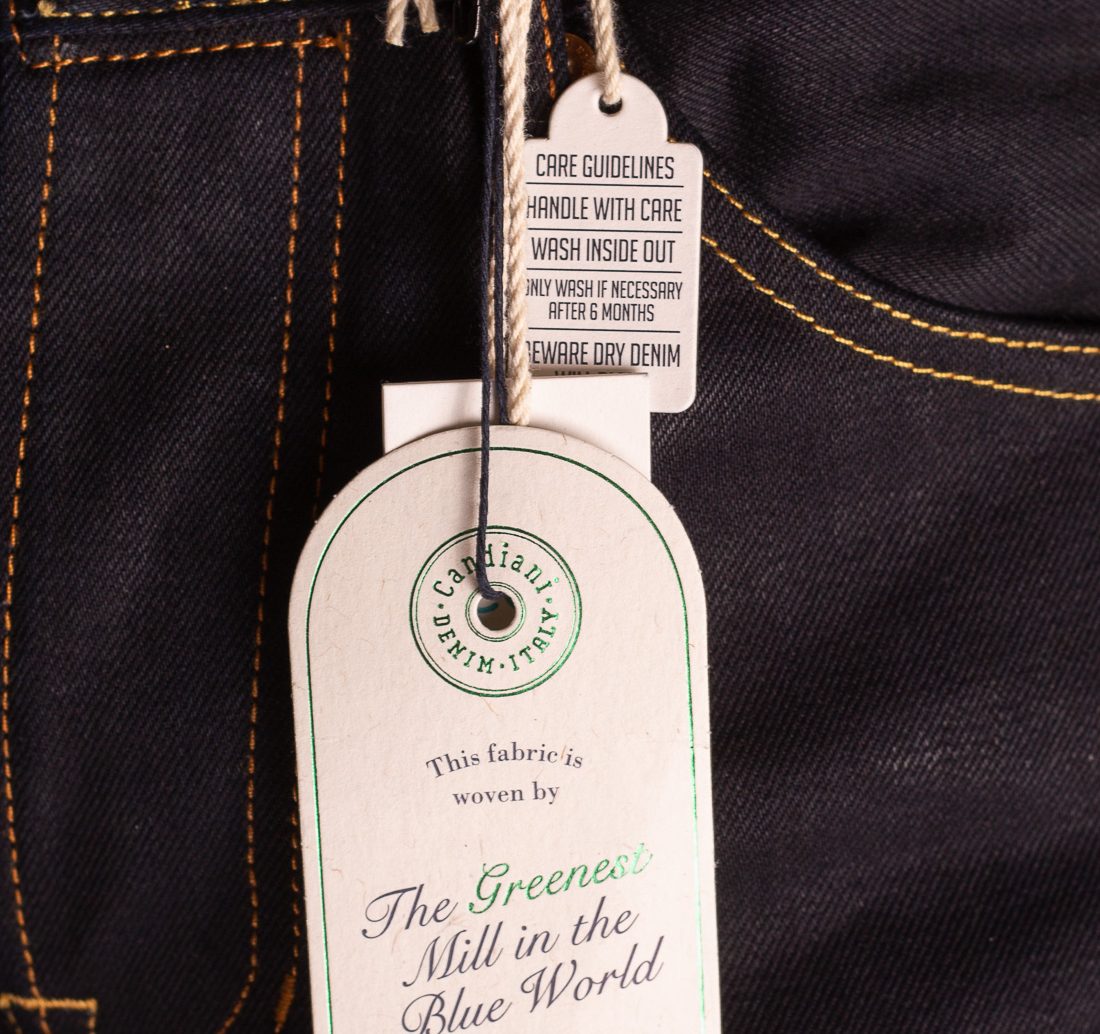 CARE GUIDELINES
HANDLE WITH CARE
WASH INSIDE OUT
ONLY WASH IF NECESSARY
AFTER 6 MONTHS
BEWARE DRY DENIM
Candiani
DENIM · ITALY
This fabric is
woven by
The Greenest
Mill in the
Blue World